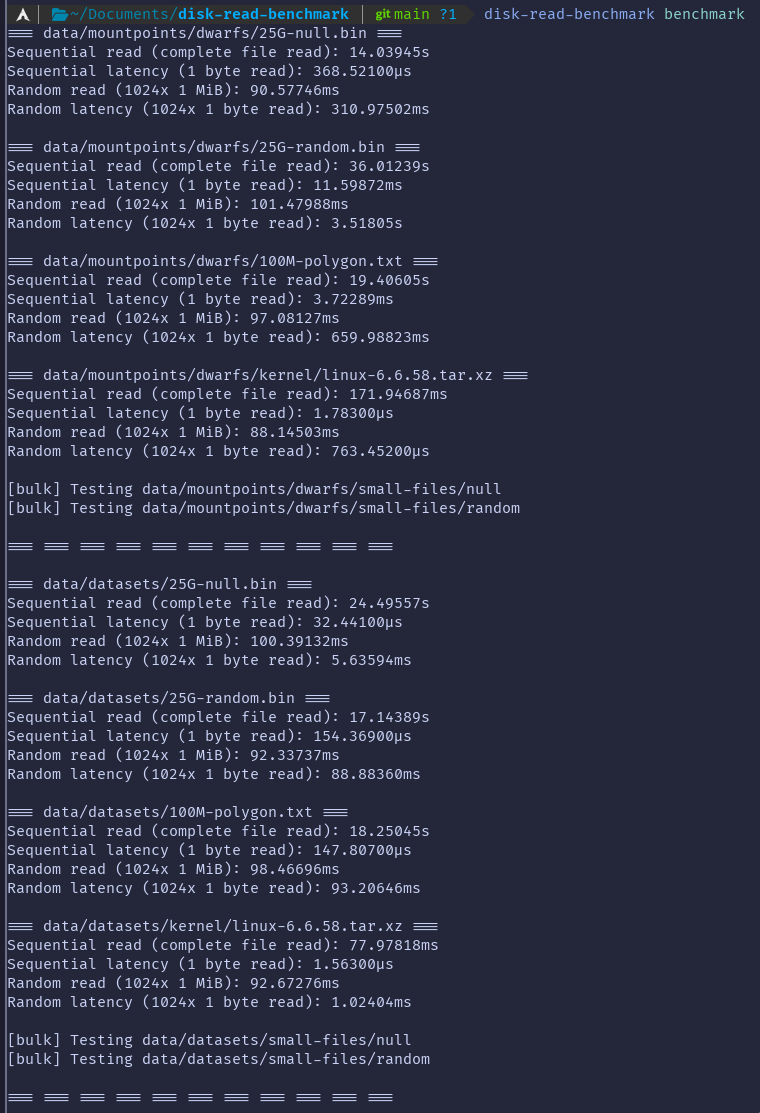 ~/Documents/disk-read-benchmark git main ?1 disk-read-benchmark benchmark
=== data/mountpoints/dwarfs/25G-null.bin ===
Sequential read (complete file read): 14.03945s
Sequential latency (1 byte read): 368.52100µs
Random read (1024x 1 MiB): 90.57746ms
Random latency (1024x 1 byte read): 310.97502ms
=== data/mountpoints/dwarfs/25G-random.bin ===
Sequential read (complete file read): 36.01239s
Sequential latency (1 byte read): 11.59872ms
Random read (1024x 1 MiB): 101.47988ms
Random latency (1024x 1 byte read): 3.51805s
=== data/mountpoints/dwarfs/100M-polygon.txt ===
Sequential read (complete file read): 19.40605s
Sequential latency (1 byte read): 3.72289ms
Random read (1024x 1 MiB): 97.08127ms
Random latency (1024x 1 byte read): 659.98823ms
=== data/mountpoints/dwarfs/kernel/linux-6.6.58.tar.xz ===
Sequential read (complete file read): 171.94687ms
Sequential latency (1 byte read): 1.78300µs
Random read (1024x 1 MiB): 88.14503ms
Random latency (1024x 1 byte read): 763.45200µs
[bulk] Testing data/mountpoints/dwarfs/small-files/null
[bulk] Testing data/mountpoints/dwarfs/small-files/random
=== === === === === === === === === === ===
=== data/datasets/25G-null.bin ===
Sequential read (complete file read): 24.49557s
Sequential latency (1 byte read): 32.44100µs
Random read (1024x 1 MiB): 100.39132ms
Random latency (1024x 1 byte read): 5.63594ms
=== data/datasets/25G-random.bin ===
Sequential read (complete file read): 17.14389s
Sequential latency (1 byte read): 154.36900µs
Random read (1024x 1 MiB): 92.33737ms
Random latency (1024x 1 byte read): 88.88360ms
=== data/datasets/100M-polygon.txt ===
Sequential read (complete file read): 18.25045s
Sequential latency (1 byte read): 147.80700µs
Random read (1024x 1 MiB): 98.46696ms
Random latency (1024x 1 byte read): 93.20646ms
=== data/datasets/kernel/linux-6.6.58.tar.xz ===
Sequential read (complete file read): 77.97818ms
Sequential latency (1 byte read): 1.56300µs
Random read (1024x 1 MiB): 92.67276ms
Random latency (1024x 1 byte read): 1.02404ms
[bulk] Testing data/datasets/small-files/null
[bulk] Testing data/datasets/small-files/random
=== === === === === === === === === === ===